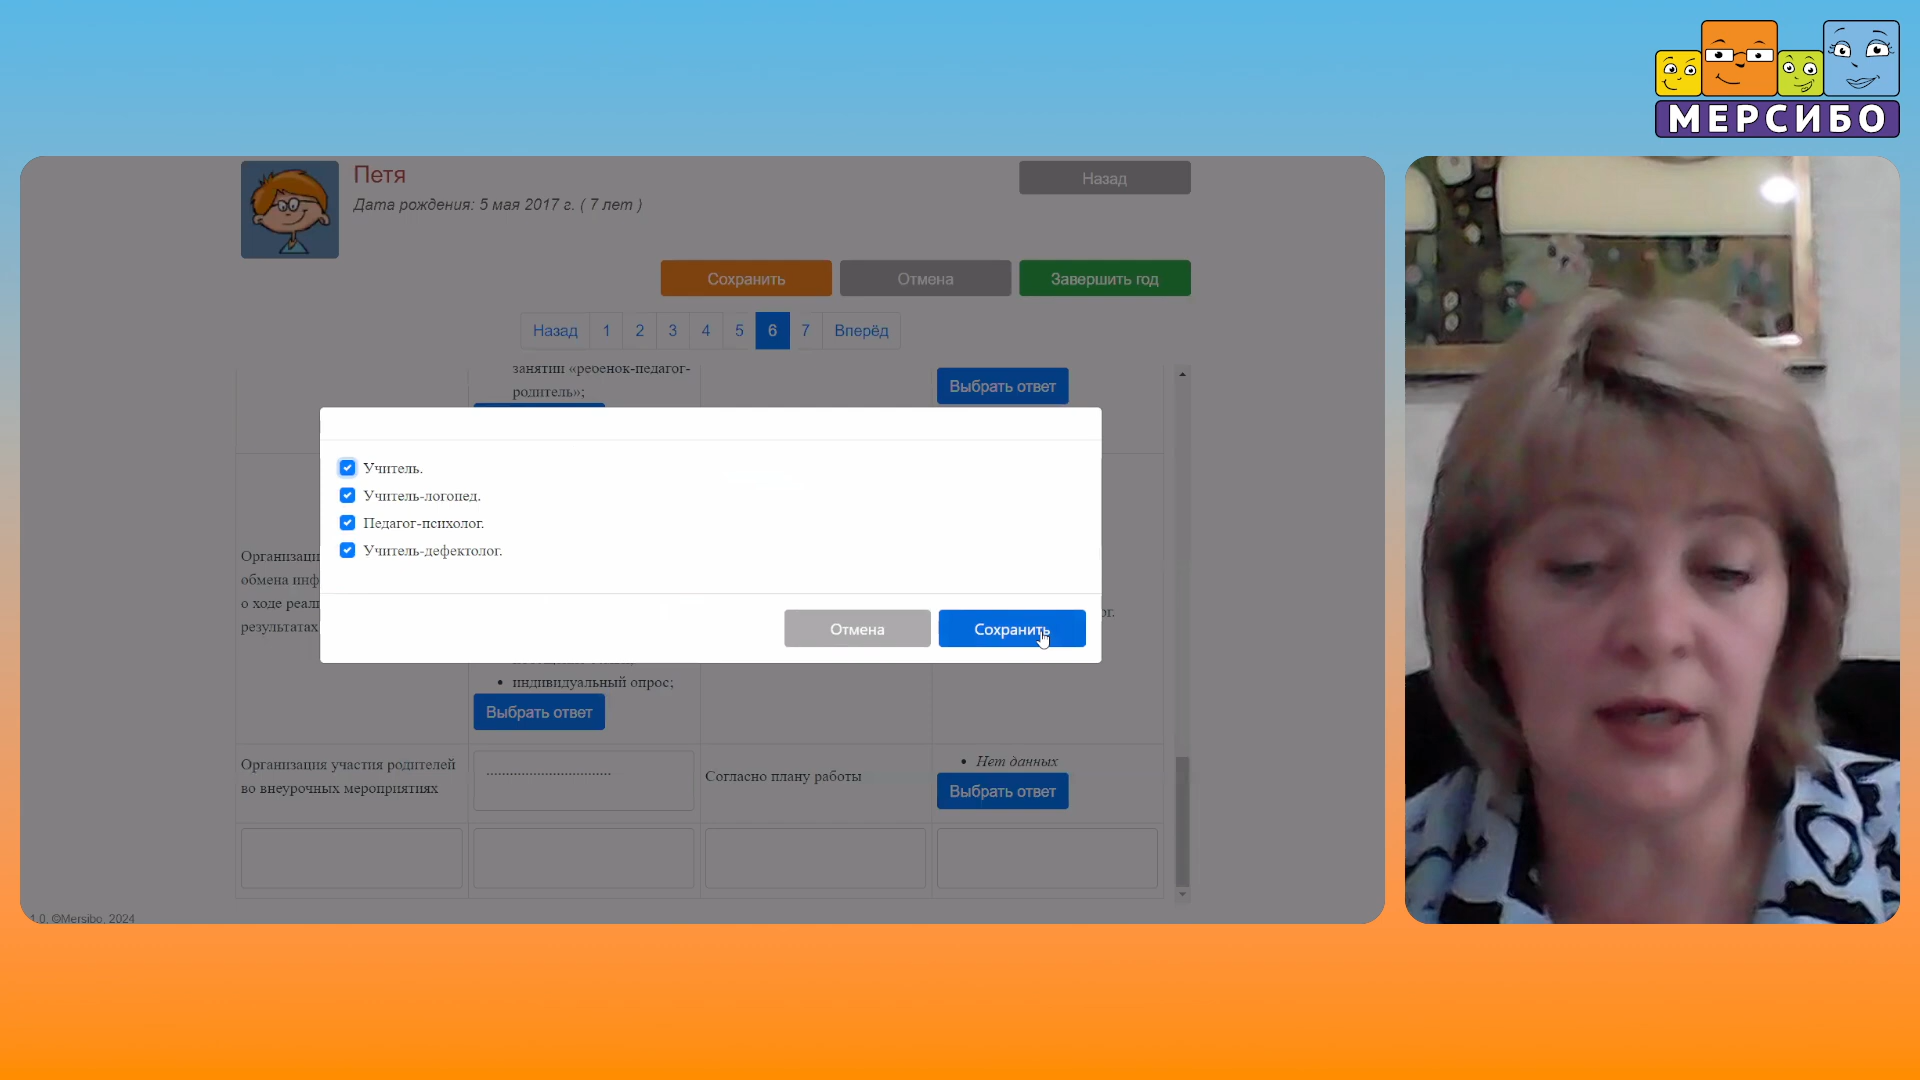 МЕРСИБО
Петя
Дата рождения: 5 мая 2017 г. ( 7 лет )
Назад
Сохранить
Отмена
Завершить год
Назад 1 2 3 4 5 6 7 Вперёд
занятии «ребенок-педагог-
родитель»;
Выбрать ответ
Учитель.
Учитель-логопед.
Педагог-психолог.
Учитель-дефектолог.
Отмена
Сохранить
обмена
о ходе
результатах
• индивидуальный опрос;
Выбрать ответ
Организация участия родителей
во внеурочных мероприятиях
................................
Согласно плану работы
• Нет данных
Выбрать ответ
1.0, ©Mersibo, 2024